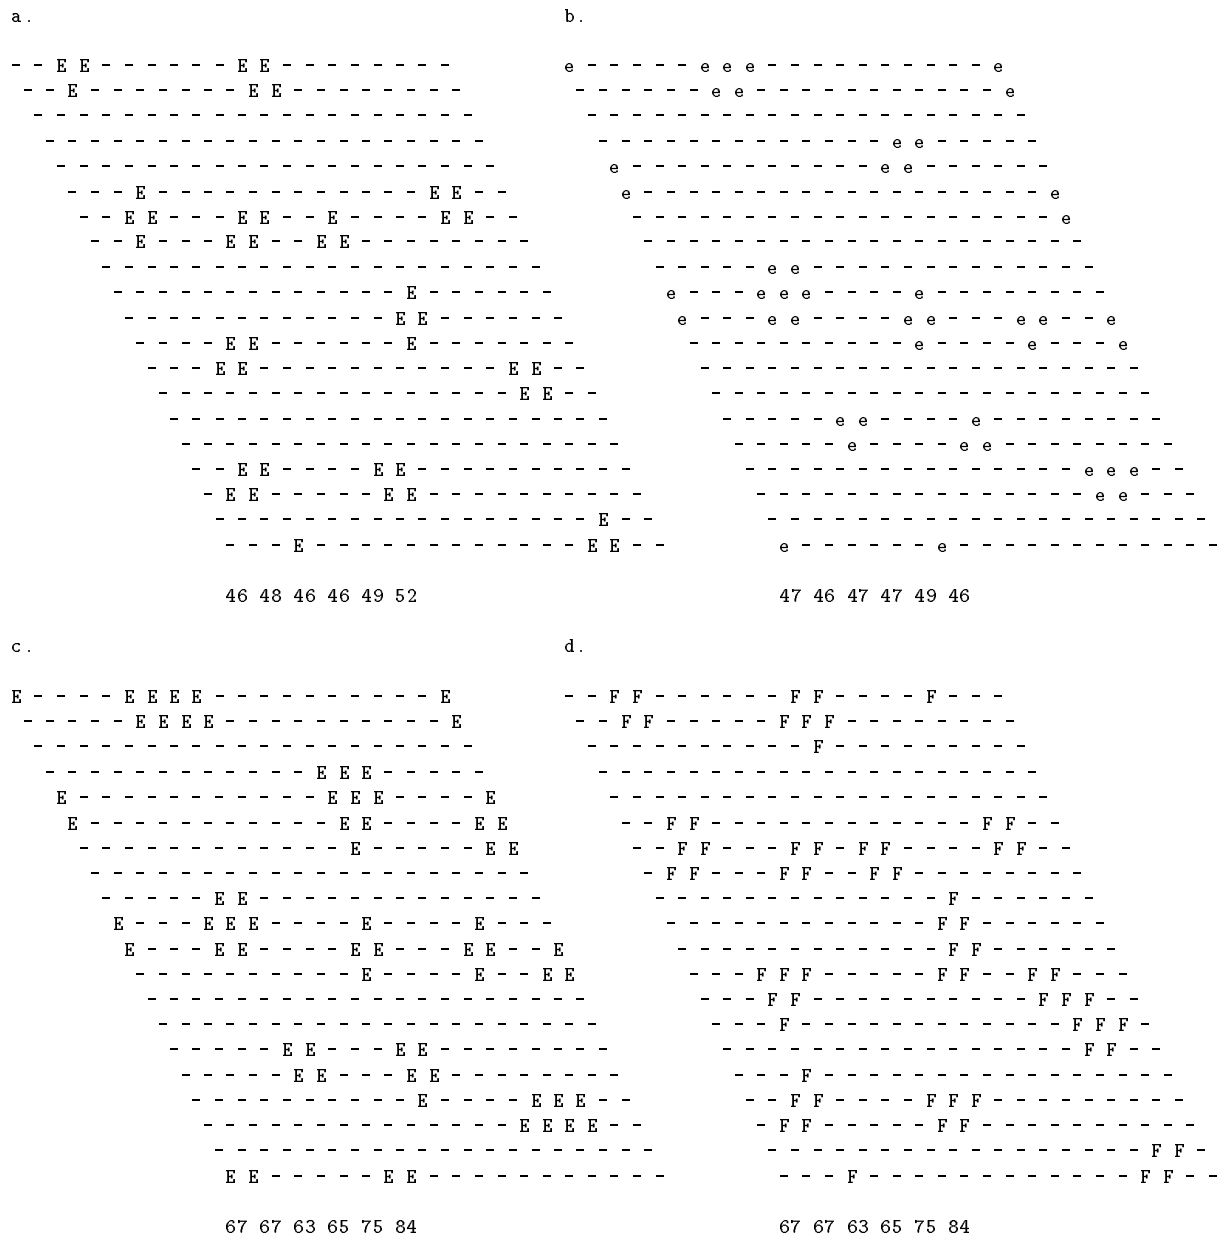 a.
- - E E - - - - - - E E - - - - - - - -
- - E - - - - - - - E E - - - - - - - -
- - - - - - - - - - - - - - - - - - - -
- - - - - - - - - - - - - - - - - - - -
- - - - - - - - - - - - - - - - - - - -
- - - E - - - - - - - - - - - - E E - -
- - E E - - - E E - - E - - - - E E - -
- - E - - - E E - - E E - - - - - - - -
- - - - - - - - - - - - - - - - - - - -
- - - - - - - - - - - - - E - - - - - -
- - - - - - - - - - - - E E - - - - - -
- - - - E E - - - - - - E - - - - - - -
- - - E E - - - - - - - - - - - E E - -
- - - - - - - - - - - - - - - - E E - -
- - - - - - - - - - - - - - - - - - - -
- - - - - - - - - - - - - - - - - - - -
- - E E - - - - E E - - - - - - - - - -
- E E - - - - - E E - - - - - - - - - -
- - - - - - - - - - - - - - - - - E - -
- - - E - - - - - - - - - - - - E E - -
46 48 46 46 49 52
b.
e - - - - - e e e - - - - - - - - - - e
- - - - - - e e - - - - - - - - - - - e
- - - - - - - - - - - - - - - - - - - -
- - - - - - - - - - - - - e e - - - - -
e - - - - - - - - - - - e e - - - - - -
e - - - - - - - - - - - - - - - - - - e
- - - - - - - - - - - - - - - - - - - e
- - - - - - - - - - - - - - - - - - - -
- - - - - e e - - - - - - - - - - - - -
e - - - e e e - - - - e - - - - - - - -
e - - - e e - - - - e e - - - e e - - e
- - - - - - - - - - e - - - - e - - - e
- - - - - - - - - - - - - - - - - - - -
- - - - - - - - - - - - - - - - - - - -
- - - - - e e - - - - e - - - - - - - -
- - - - - e - - - - e e - - - - - - - -
- - - - - - - - - - - - - - - e e e - -
- - - - - - - - - - - - - - - e e - - -
- - - - - - - - - - - - - - - - - - - -
e - - - - - - e - - - - - - - - - - - -
47 46 47 47 49 46
c.
E - - - - E E E E - - - - - - - - - - E
- - - - - E E E E - - - - - - - - - - E
- - - - - - - - - - - - - - - - - - - -
- - - - - - - - - - - - E E E - - - - -
E - - - - - - - - - - - E E E - - - - E
E - - - - - - - - - - - E E - - - - E E
- - - - - - - - - - - - E - - - - - E E
- - - - - - - - - - - - - - - - - - - -
- - - - - E E - - - - - - - - - - - - -
E - - - E E E - - - - E - - - - E - - -
E - - - E E - - - - E E - - - E E - - E
- - - - - - - - - - E - - - - E - - E E
- - - - - - - - - - - - - - - - - - - -
- - - - - - - - - - - - - - - - - - - -
- - - - - E E - - - E E - - - - - - - -
- - - - - E E - - - E E - - - - - - - -
- - - - - - - - - - E - - - - E E E - -
- - - - - - - - - - - - - - E E E E - -
- - - - - - - - - - - - - - - - - - - -
E E - - - - - E E - - - - - - - - - - -
67 67 63 65 75 84
d.
- - F F - - - - - - F F - - - - F - - -
- - F F - - - - - F F F - - - - - - - -
- - - - - - - - - - F - - - - - - - - -
- - - - - - - - - - - - - - - - - - - -
- - - - - - - - - - - - - - - - - - - -
- - F F - - - - - - - - - - - - F F - -
- - F F - - - F F - F F - - - - F F - -
- F F - - - F F - - F F - - - - - - - -
- - - - - - - - - - - - - F - - - - - -
- - - - - - - - - - - - F F - - - - - -
- - - - - - - - - - - - F F - - - - - -
- - - F F F - - - - - F F - - F F - - -
- - - F F - - - - - - - - - - F F F - -
- - - F - - - - - - - - - - - - F F F -
- - - - - - - - - - - - - - - - F F - -
- - - F - - - - - - - - - - - - - - - -
- - F F - - - - F F F - - - - - - - - -
- F F - - - - - F F - - - - - - - - - -
- - - - - - - - - - - - - - - - - F F -
- - - F - - - - - - - - - - - - F F - -
67 67 63 65 75 84